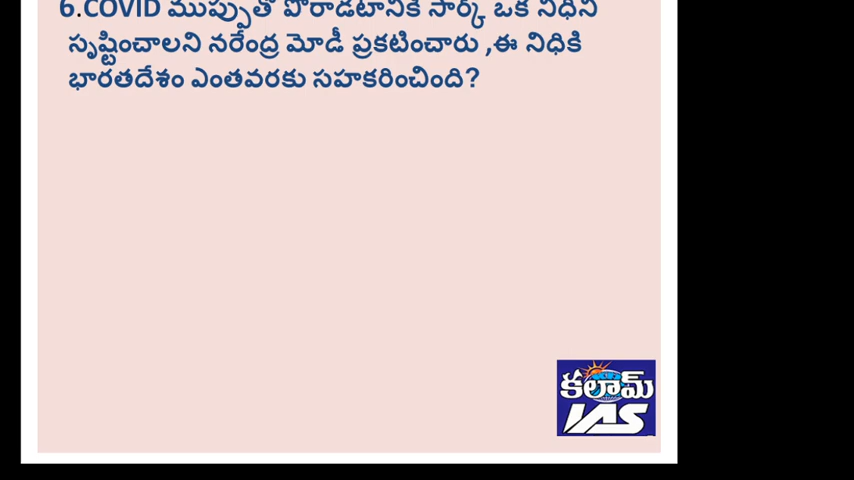 6.COVID ముప్పుతో పోరాడటానికి సార్క్ ఒక నిధిని
సృష్టించాలని నరేంద్ర మోడీ ప్రకటించారు ,ఈ నిధికి
భారతదేశం ఎంతవరకు సహకరించింది?
కలామ్
IAS